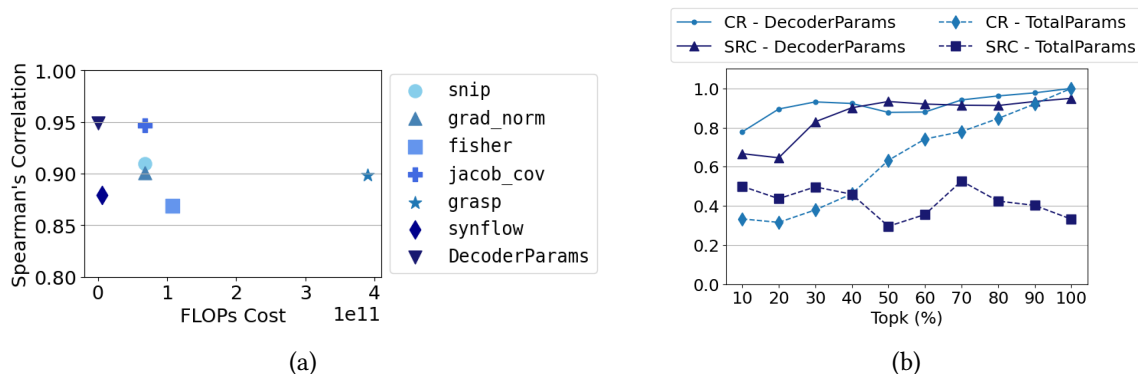 1.00
0.95
0.90
0.85
0.80
Spearman's Correlation
0 1 2 3 4
1e11
FLOPs Cost
snip
grad_norm
fisher
jacob_cov
grasp
synflow
DecoderParams
(a)
CR - DecoderParams
CR - TotalParams
SRC - DecoderParams
SRC - TotalParams
1.0
0.8
0.6
0.4
0.2
0.0
10 20 30 40 50 60 70 80 90 100
Topk (%)
(b)